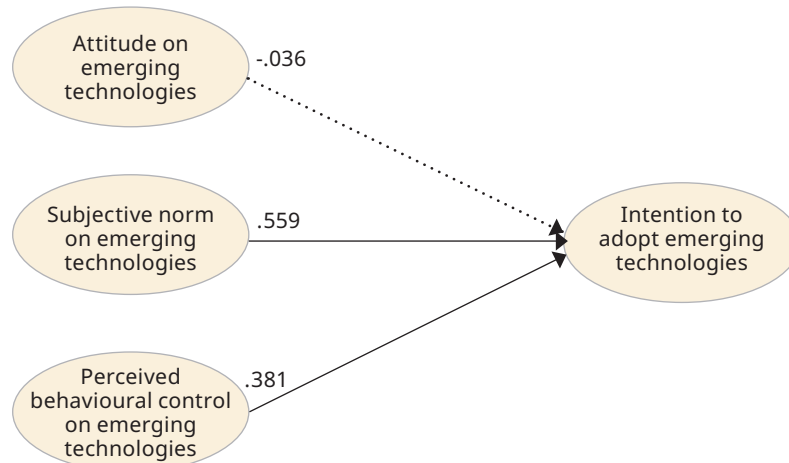 Attitude on
emerging
technologies
-.036
Subjective norm
on emerging
technologies
.559
Intention to
adopt emerging
technologies
Perceived
behavioural control
on emerging
technologies
.381